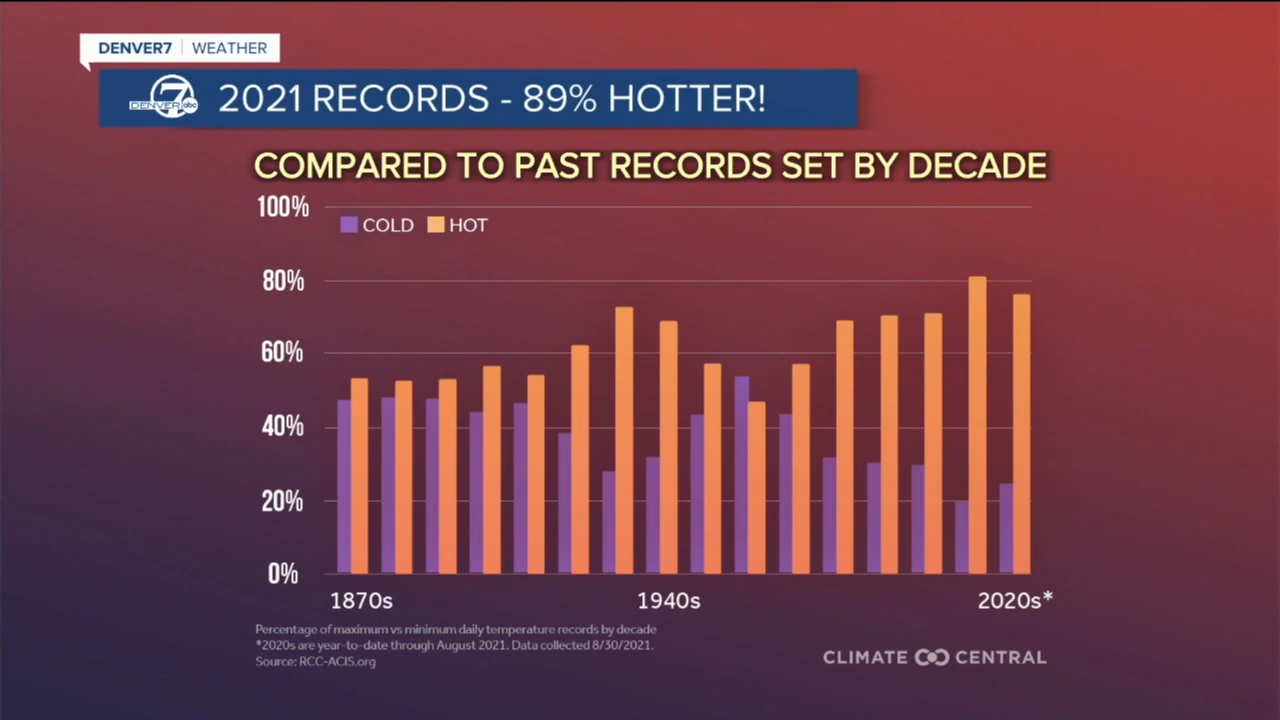 DENVER7 | WEATHER
7 DENVER abc 2021 RECORDS - 89% HOTTER!
COMPARED TO PAST RECORDS SET BY DECADE
100%
COLD HOT
80%
60%
40%
20%
0%
1870s 1940s 2020s*
Percentage of maximum vs minimum daily temperature records by decade
*2020s are year-to-date through August 2021. Data collected 8/30/2021.
Source: RCC-ACIS.org
CLIMATE CENTRAL